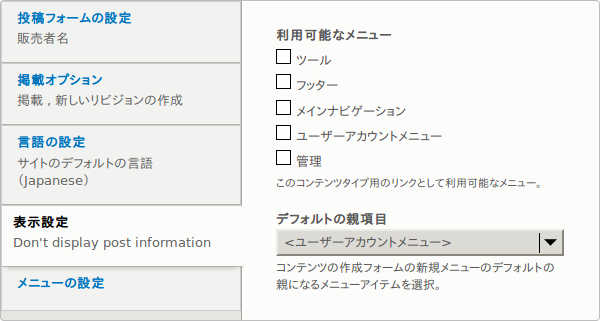 投稿フォームの設定
販売者名
掲載オプション
掲載 , 新しいリビジョンの作成
言語の設定
サイトのデフォルトの言語
（Japanese）
表示設定
Don't display post information
メニューの設定
利用可能なメニュー
ツール
フッター
メインナビゲーション
ユーザーアカウントメニュー
管理
このコンテンツタイプ用のリンクとして利用可能なメニュー。
デフォルトの親項目
<ユーザーアカウントメニュー>
コンテンツの作成フォームの新規メニューのデフォルトの
親になるメニューアイテムを選択。